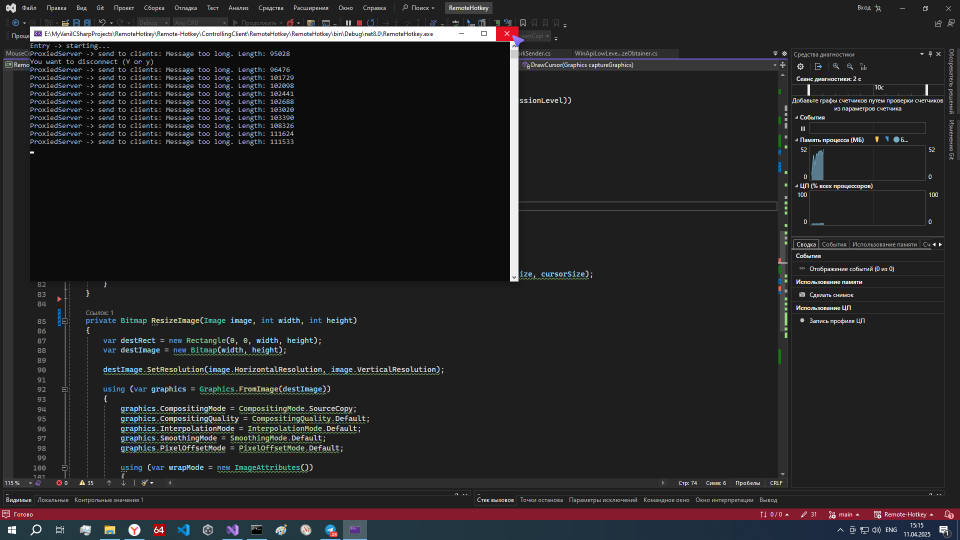 Файл Правка Вид Git Проект Сборка Отладка Тест Анализ Средства Расширения Окно Справка Поиск RemoteHotkey Вход
E:\MyVani\CSharpProjects\RemoteHotkey\Remote-Hotkey\ControllingClient\RemoteHotkey\RemoteHotkey\bin\Debug\net8.0\RemoteHotkey.exe
Entry -> starting...
ProxiedServer -> send to clients: Message too long. Length: 95028
You want to disconnect (Y or y)
ProxiedServer -> send to clients: Message too long. Length: 96476
ProxiedServer -> send to clients: Message too long. Length: 101729
ProxiedServer -> send to clients: Message too long. Length: 102098
ProxiedServer -> send to clients: Message too long. Length: 102441
ProxiedServer -> send to clients: Message too long. Length: 102688
ProxiedServer -> send to clients: Message too long. Length: 103020
ProxiedServer -> send to clients: Message too long. Length: 103390
ProxiedServer -> send to clients: Message too long. Length: 108326
ProxiedServer -> send to clients: Message too long. Length: 111624
ProxiedServer -> send to clients: Message too long. Length: 111533
WinApiLowLeve...zeObtainer.cs
DrawCursor(Graphics captureGraphics)
essionLevel))
ize, cursorSize);
82 }
83 }
84
Ссылок: 1
85 private Bitmap ResizeImage(Image image, int width, int height)
86 {
87 var destRect = new Rectangle(0, 0, width, height);
88 var destImage = new Bitmap(width, height);
89
90 destImage.SetResolution(image.HorizontalResolution, image.VerticalResolution);
91
92 using (var graphics = Graphics.FromImage(destImage))
93 {
94 graphics.CompositingMode = CompositingMode.SourceCopy;
95 graphics.CompositingQuality = CompositingQuality.Default;
96 graphics.InterpolationMode = InterpolationMode.Default;
97 graphics.SmoothingMode = SmoothingMode.Default;
98 graphics.PixelOffsetMode = PixelOffsetMode.Default;
99
100 using (var wrapMode = new ImageAttributes())
101 {
115 % 0 35 Стр: 74 Симв: 6 Пробелы CRLF
Видимые Локальные Контрольные значения 1
Стек вызовов Точки останова Параметры исключений Командное окно Окно интерпретации Вывод
Средства диагностики
Сеанс диагностики: 2 с
10с
Добавьте графы счетчиков путем проверки счетчиков
из параметров счетчика
События
Память процесса (МБ) Б...
52 52
0 0
ЦП (% всех процессоров)
100 100
0 0
Сводка События Использование памяти
События
Отображение событий (0 из 0)
Использование памяти
Сделать снимок
Использование ЦП
Запись профиля ЦП
Обозреватель решений
Изменения Git
Готово 0 / 0 31 main Remote-Hotkey
64 ENG 15:15
11.04.2025